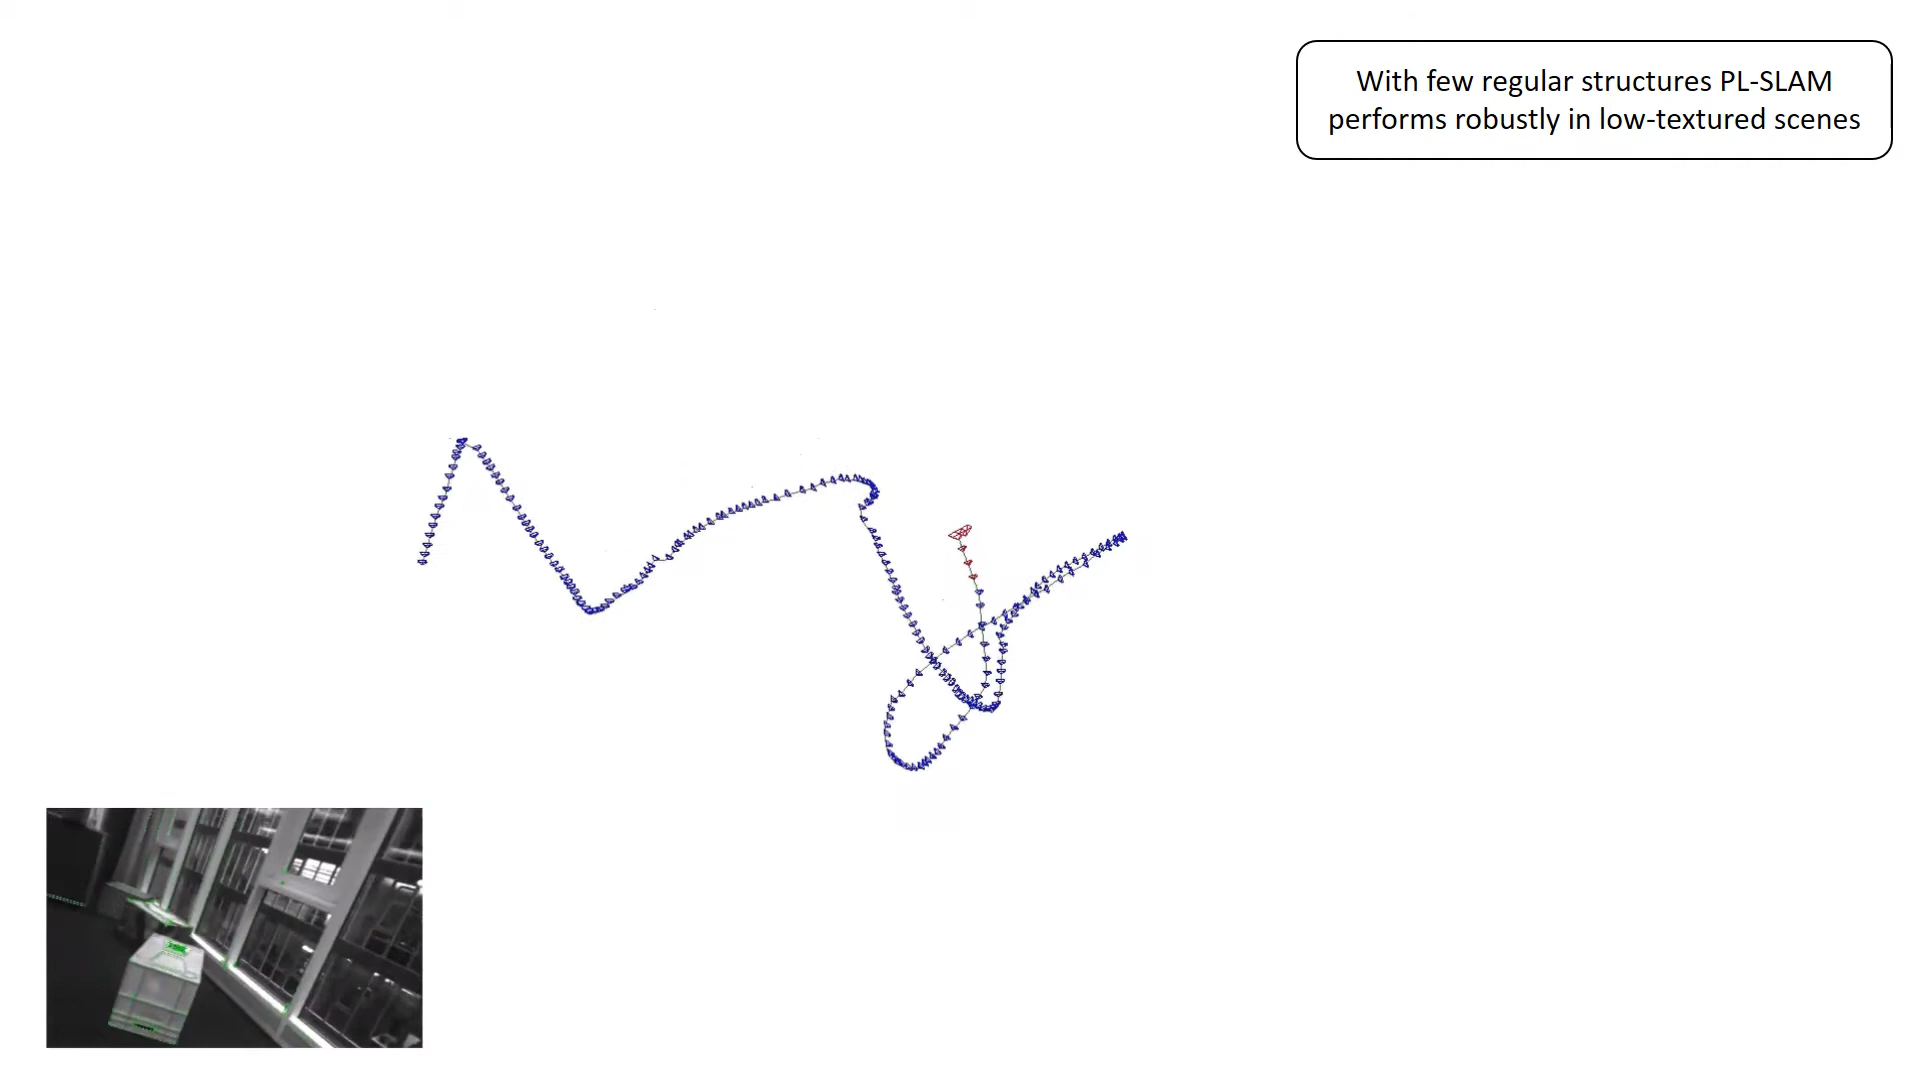 With few regular structures PL-SLAM
performs robustly in low-textured scenes